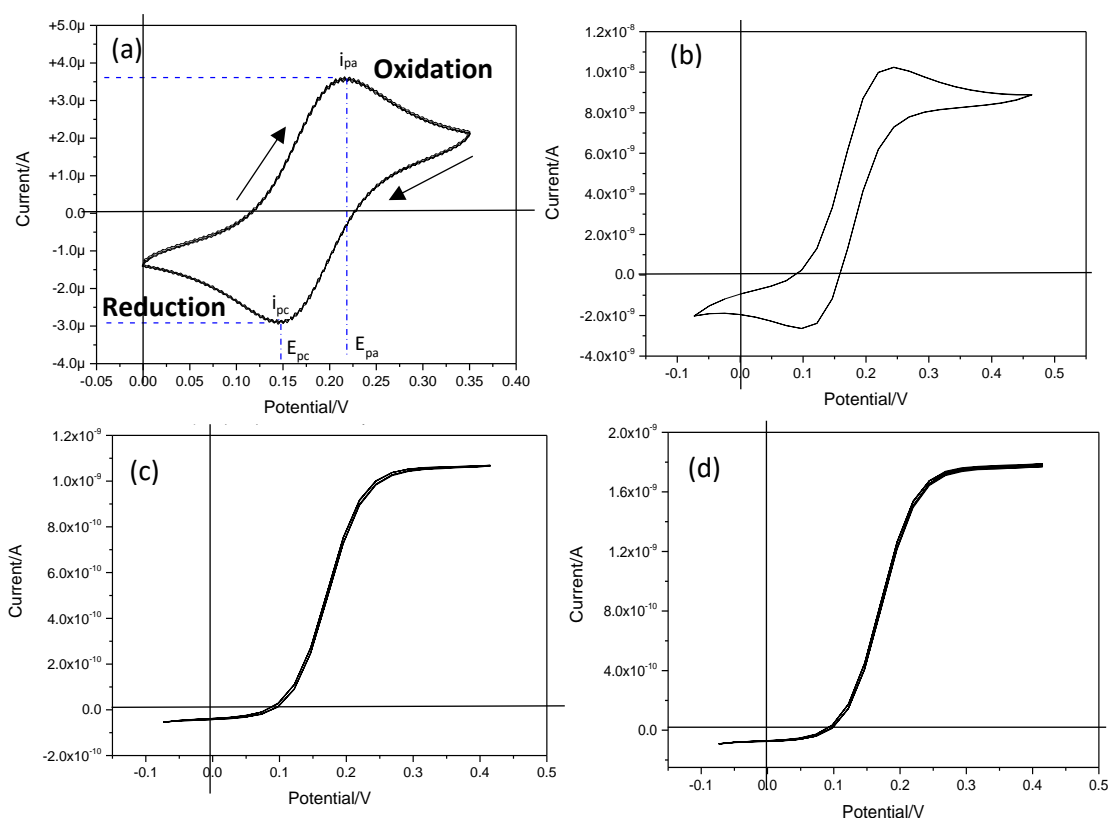 (a)
+5.0µ
+4.0µ
+3.0µ
+2.0µ
+1.0µ
0.0
-1.0µ
-2.0µ
-3.0µ
-4.0µ
Current/A
i_pa
Oxidation
Reduction
i_pc
E_pc
E_pa
-0.05 0.00 0.05 0.10 0.15 0.20 0.25 0.30 0.35 0.40
Potential/V
(b)
1.2x10⁻⁸
1.0x10⁻⁸
8.0x10⁻⁹
6.0x10⁻⁹
4.0x10⁻⁹
2.0x10⁻⁹
0.0
-2.0x10⁻⁹
-4.0x10⁻⁹
Current/A
-0.1 0.0 0.1 0.2 0.3 0.4 0.5
Potential/V
(c)
1.2x10⁻⁹
1.0x10⁻⁹
8.0x10⁻¹⁰
6.0x10⁻¹⁰
4.0x10⁻¹⁰
2.0x10⁻¹⁰
0.0
-2.0x10⁻¹⁰
Current/A
-0.1 0.0 0.1 0.2 0.3 0.4 0.5
Potential/V
(d)
2.0x10⁻⁹
1.6x10⁻⁹
1.2x10⁻⁹
8.0x10⁻¹⁰
4.0x10⁻¹⁰
0.0
Current/A
-0.1 0.0 0.1 0.2 0.3 0.4 0.5
Potential/V